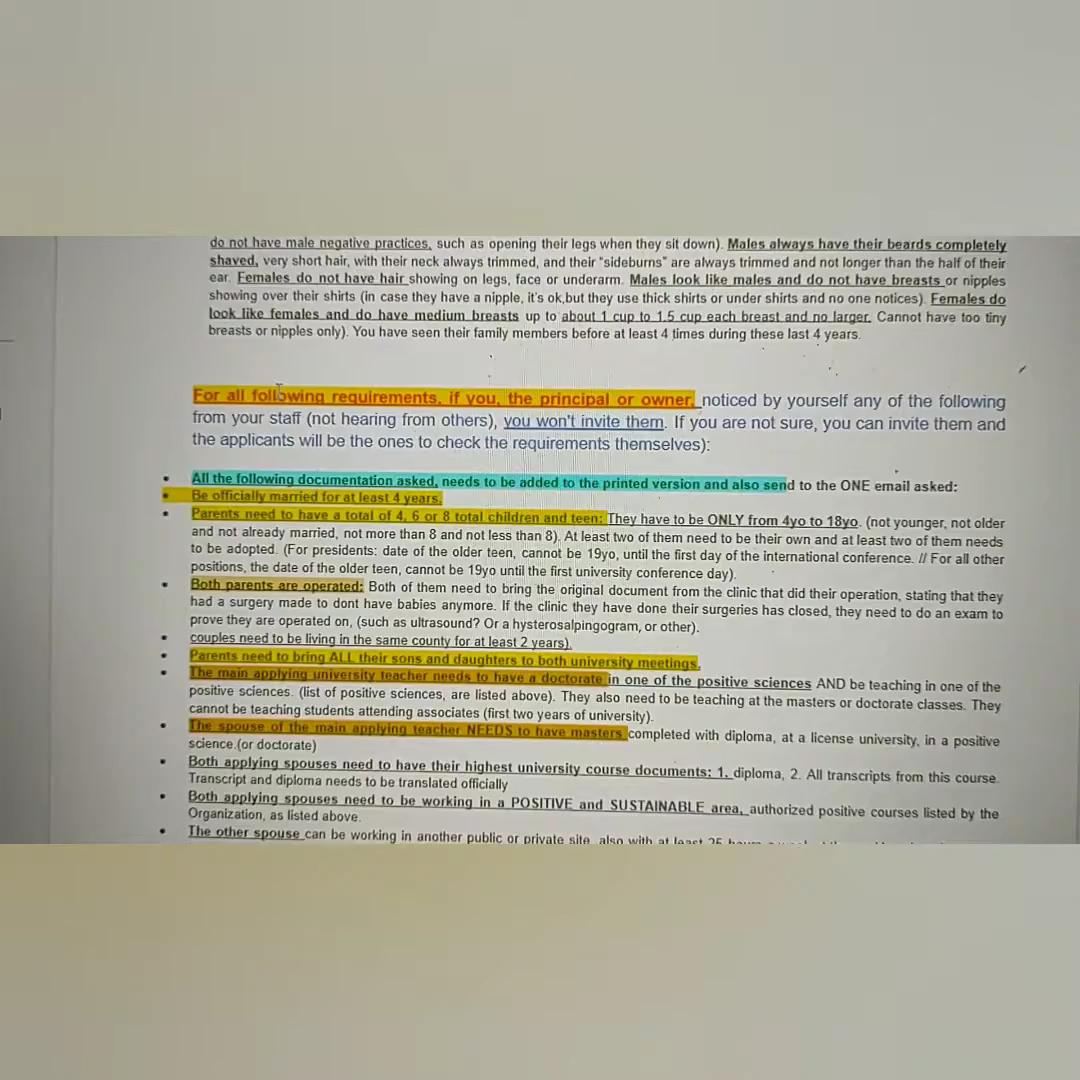 do not have male negative practices, such as opening their legs when they sit down). Males always have their beards completely
shaved, very short hair, with their neck always trimmed, and their "sideburns" are always trimmed and not longer than the half of their
ear. Females do not have hair showing on legs, face or underarm. Males look like males and do not have breasts or nipples
showing over their shirts (in case they have a nipple, it's ok,but they use thick shirts or under shirts and no one notices). Females do
look like females and do have medium breasts up to about 1 cup to 1.5 cup each breast and no larger. Cannot have too tiny
breasts or nipples only). You have seen their family members before at least 4 times during these last 4 years.
For all following requirements, if you, the principal or owner, noticed by yourself any of the following
from your staff (not hearing from others), you won't invite them. If you are not sure, you can invite them and
the applicants will be the ones to check the requirements themselves):
• All the following documentation asked, needs to be added to the printed version and also send to the ONE email asked:
• Be officially married for at least 4 years.
• Parents need to have a total of 4, 6 or 8 total children and teen: They have to be ONLY from 4yo to 18yo. (not younger, not older
and not already married, not more than 8 and not less than 8). At least two of them need to be their own and at least two of them needs
to be adopted. (For presidents: date of the older teen, cannot be 19yo, until the first day of the international conference. // For all other
positions, the date of the older teen, cannot be 19yo until the first university conference day).
• Both parents are operated: Both of them need to bring the original document from the clinic that did their operation, stating that they
had a surgery made to dont have babies anymore. If the clinic they have done their surgeries has closed, they need to do an exam to
prove they are operated on, (such as ultrasound? Or a hysterosalpingogram, or other).
• couples need to be living in the same county for at least 2 years).
• Parents need to bring ALL their sons and daughters to both university meetings.
• The main applying university teacher needs to have a doctorate in one of the positive sciences AND be teaching in one of the
positive sciences. (list of positive sciences, are listed above). They also need to be teaching at the masters or doctorate classes. They
cannot be teaching students attending associates (first two years of university).
• The spouse of the main applying teacher NEEDS to have masters completed with diploma, at a license university, in a positive
science.(or doctorate)
• Both applying spouses need to have their highest university course documents: 1. diploma, 2. All transcripts from this course.
Transcript and diploma needs to be translated officially
• Both applying spouses need to be working in a POSITIVE and SUSTAINABLE area, authorized positive courses listed by the
Organization, as listed above.
• The other spouse can be working in another public or private site, also with at least 25